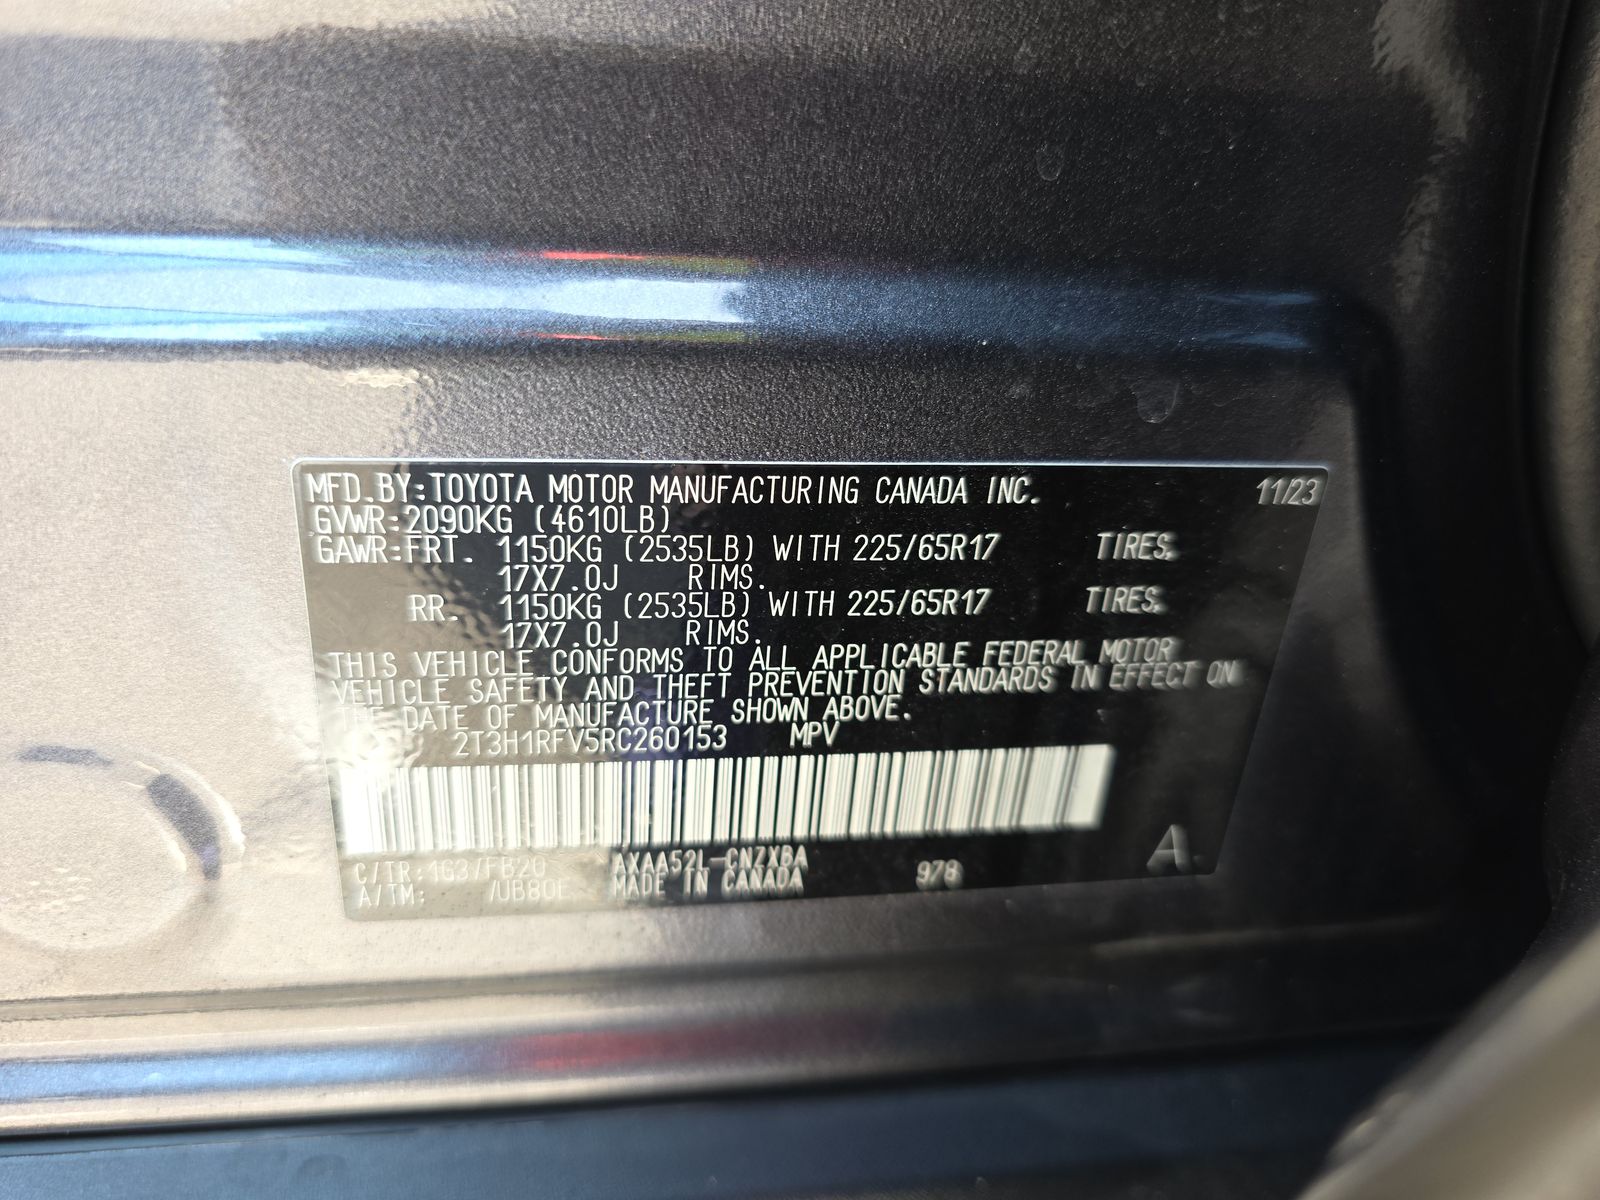 MFD.BY:TOYOTA MOTOR MANUFACTURING CANADA INC. 11/23
GVWR:2090KG (4610LB)
GAWR:FRT. 1150KG (2535LB) WITH 225/65R17 TIRES,
17X7.0J RIMS.
RR. 1150KG (2535LB) WITH 225/65R17 TIRES,
17X7.0J RIMS.
THIS VEHICLE CONFORMS TO ALL APPLICABLE FEDERAL MOTOR
VEHICLE SAFETY AND THEFT PREVENTION STANDARDS IN EFFECT ON
THE DATE OF MANUFACTURE SHOWN ABOVE.
2T3H1RFV5RC260153 MPV
C/TR:1G3/FB20 AXAA52L-CNZXBA 978 A.
A/TM: /UB80F MADE IN CANADA